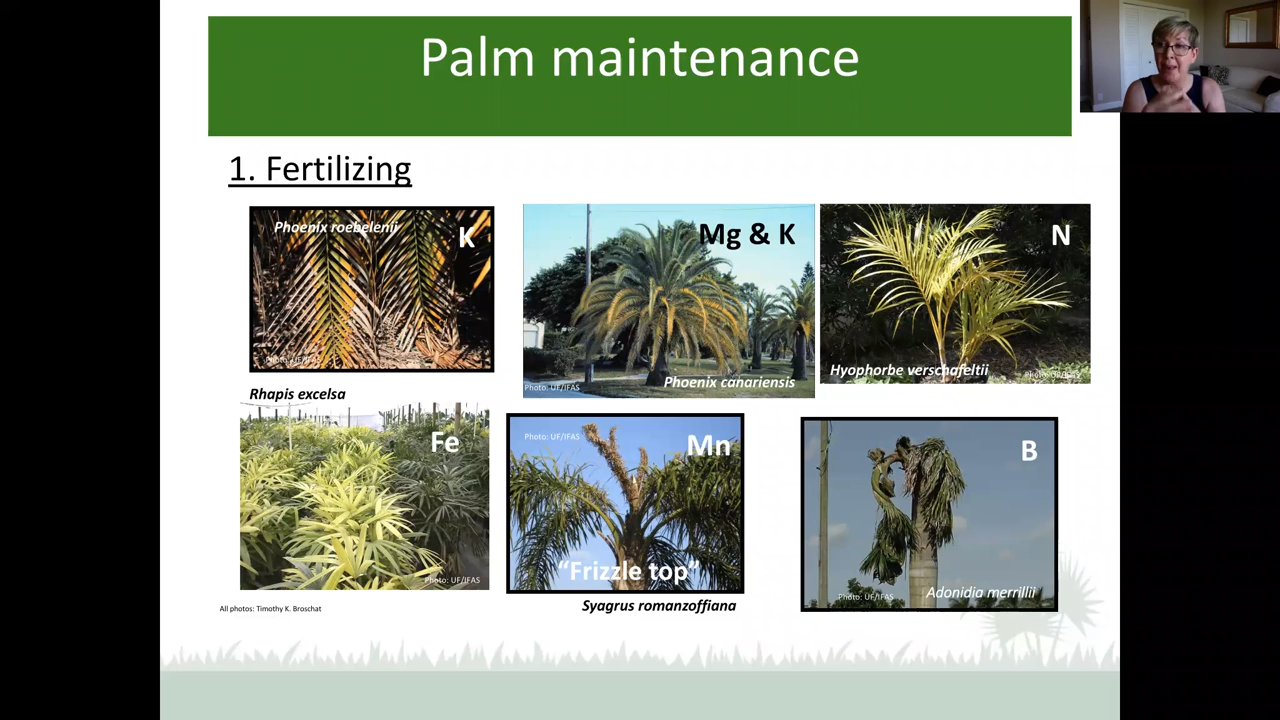 Palm maintenance
1. Fertilizing
Phoenix roebelenii
K
Photo: UF/IFAS
Mg & K
Photo: UF/IFAS
Phoenix canariensis
N
Hyophorbe verschafeltii
Photo: UF/IFAS
Rhapis excelsa
Fe
Photo: UF/IFAS
Photo: UF/IFAS
Mn
"Frizzle top"
Syagrus romanzoffiana
B
Photo: UF/IFAS
Adonidia merrillii
All photos: Timothy K. Broschat